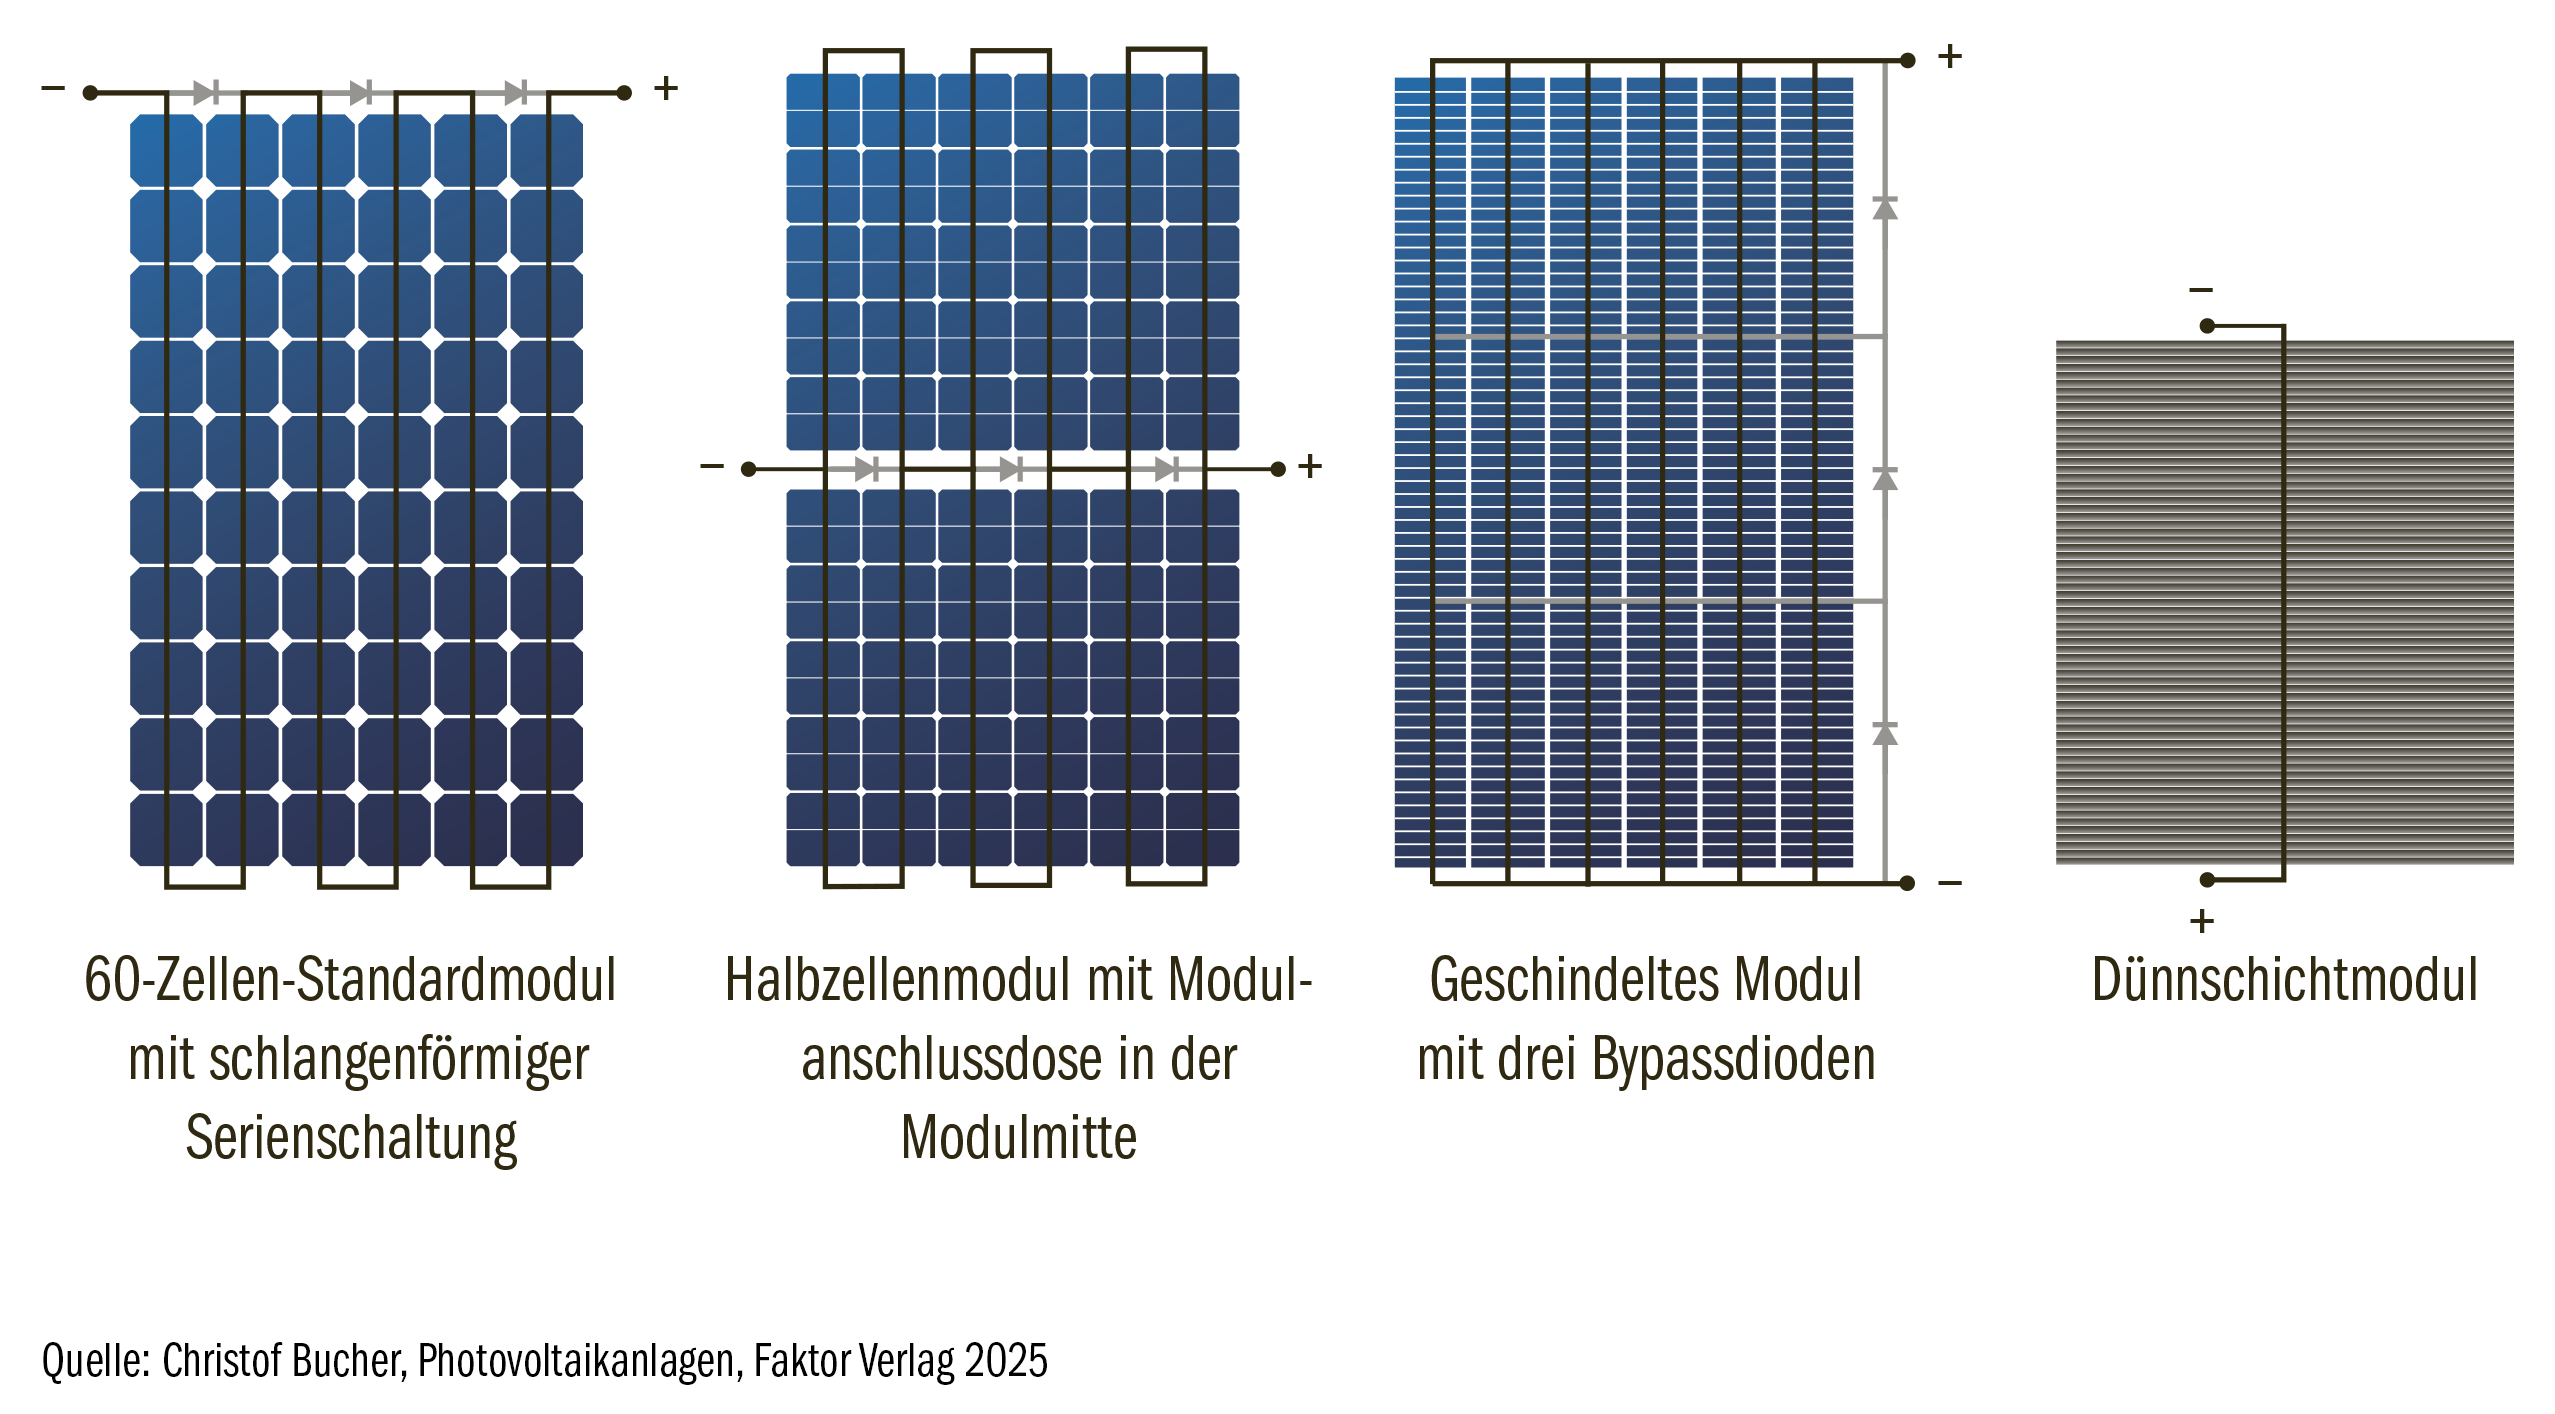 − +
− +
+
−
−
+
60-Zellen-Standardmodul
mit schlangenförmiger
Serienschaltung
Halbzellenmodul mit Modul-
anschlussdose in der
Modulmitte
Geschindeltes Modul
mit drei Bypassdioden
Dünnschichtmodul
Quelle: Christof Bucher, Photovoltaikanlagen, Faktor Verlag 2025